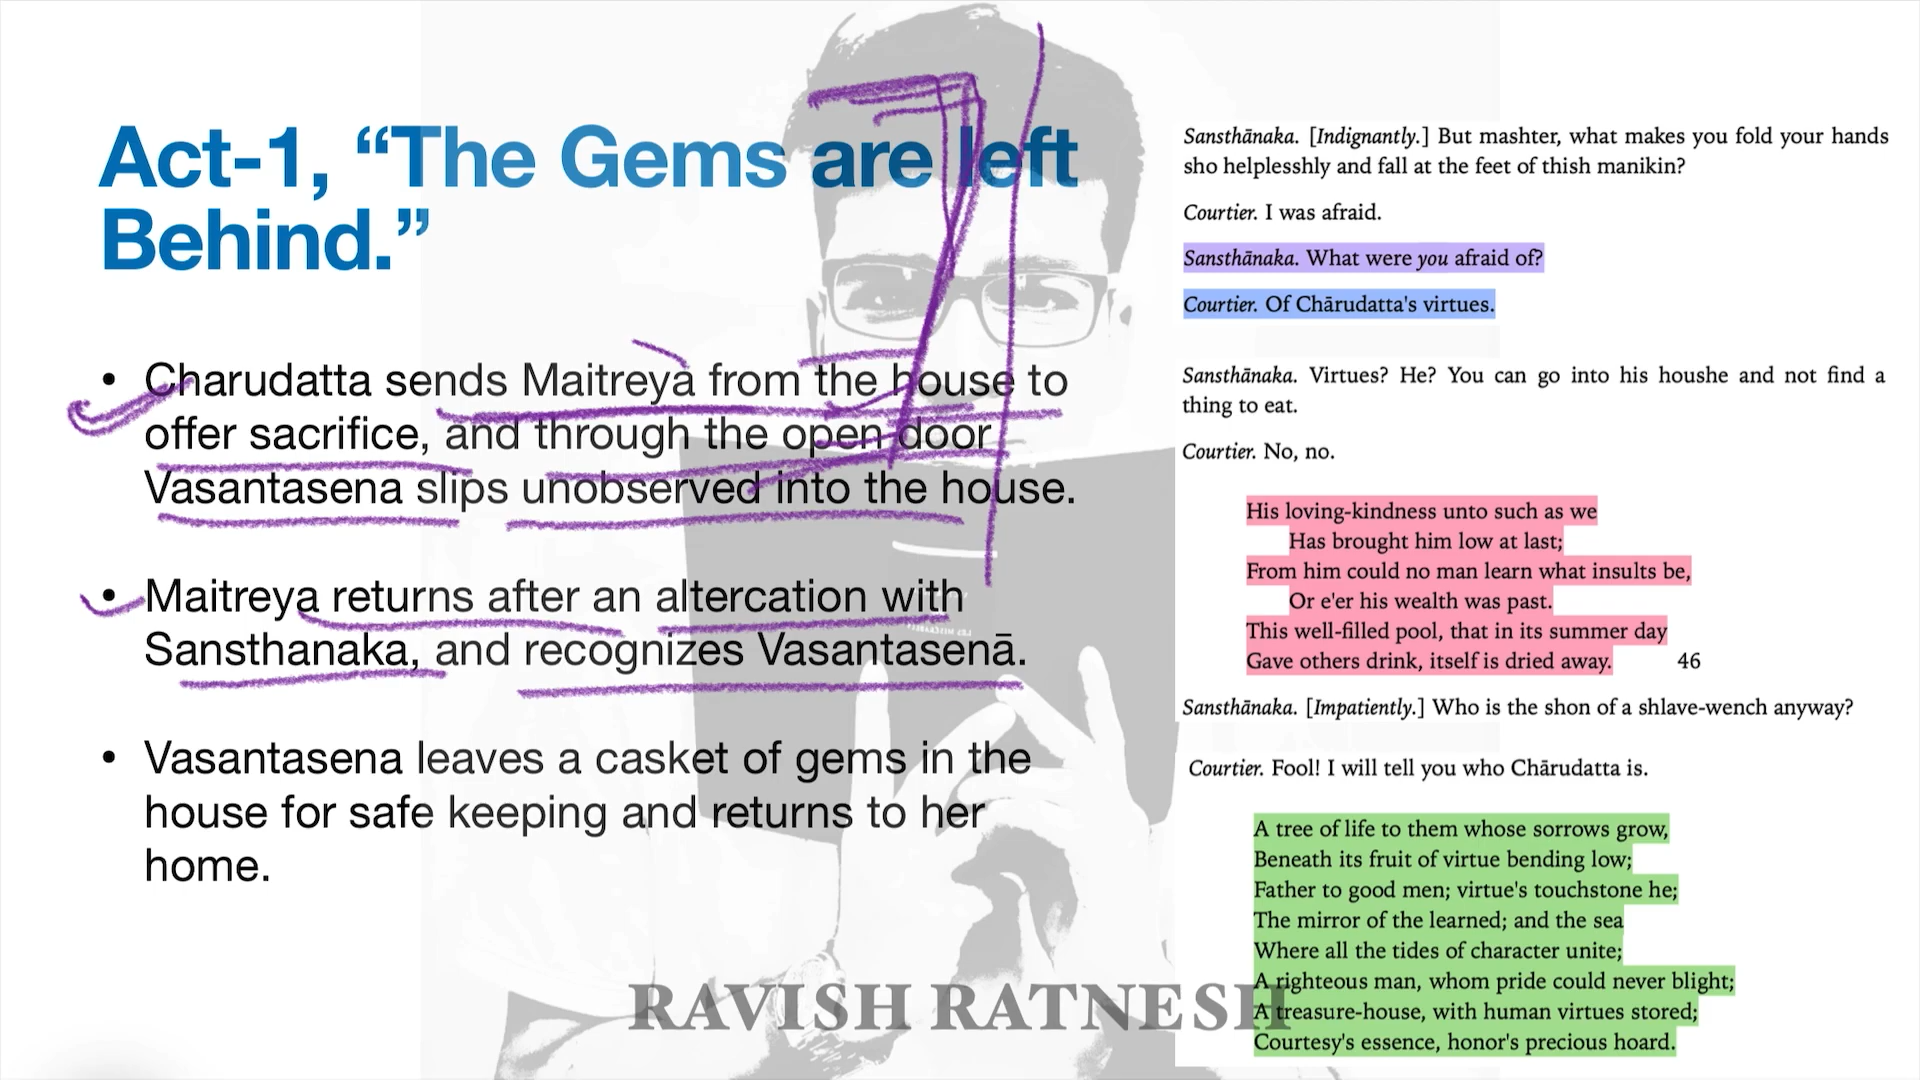 Act-1, “The Gems are left
Behind.”
• Charudatta sends Maitreya from the house to
offer sacrifice, and through the open door
Vasantasena slips unobserved into the house.
• Maitreya returns after an altercation with
Sansthanaka, and recognizes Vasantasenā.
• Vasantasena leaves a casket of gems in the
house for safe keeping and returns to her
home.
Sansthānaka. [Indignantly.] But mashter, what makes you fold your hands
sho helplesshly and fall at the feet of thish manikin?
Courtier. I was afraid.
Sansthānaka. What were you afraid of?
Courtier. Of Chārudatta's virtues.
Sansthānaka. Virtues? He? You can go into his houshe and not find a
thing to eat.
Courtier. No, no.
His loving-kindness unto such as we
Has brought him low at last;
From him could no man learn what insults be,
Or e'er his wealth was past.
This well-filled pool, that in its summer day
Gave others drink, itself is dried away. 46
Sansthānaka. [Impatiently.] Who is the shon of a shlave-wench anyway?
Courtier. Fool! I will tell you who Chārudatta is.
A tree of life to them whose sorrows grow,
Beneath its fruit of virtue bending low;
Father to good men; virtue's touchstone he;
The mirror of the learned; and the sea
Where all the tides of character unite;
A righteous man, whom pride could never blight;
A treasure-house, with human virtues stored;
Courtesy's essence, honor's precious hoard.
RAVISH RATNESH